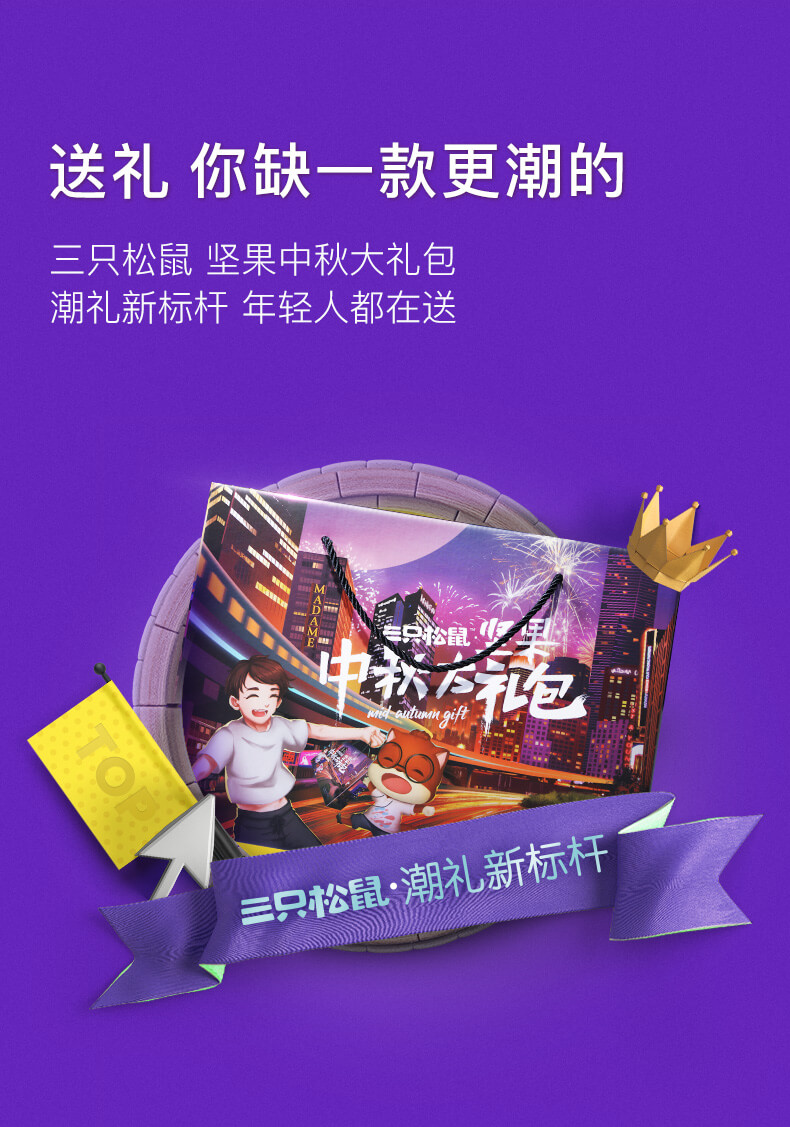 送礼 你缺一款更潮的
三只松鼠 坚果中秋大礼包
潮礼新标杆 年轻人都在送
MADAME
三只松鼠 坚果
中秋大礼包
mid-autumn gift
TOP
三只松鼠·潮礼新标杆